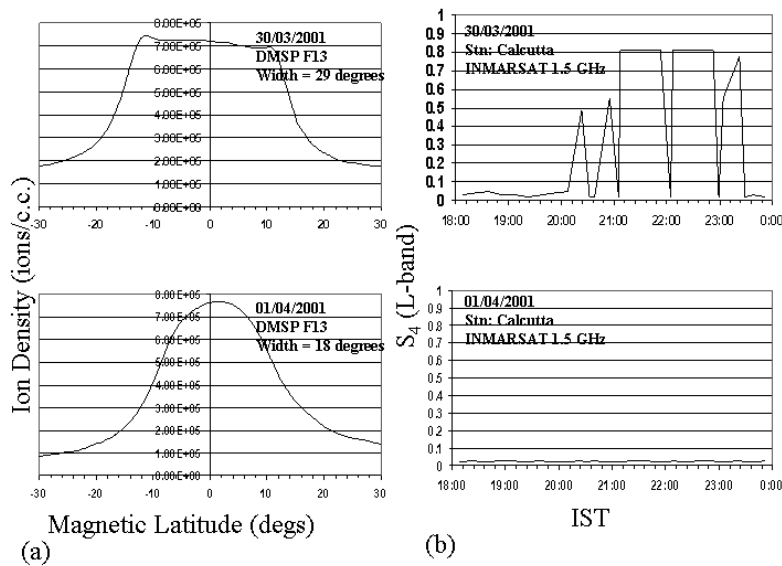 8.00E+05
7.00E+05
6.00E+05
5.00E+05
4.00E+05
3.00E+05
2.00E+05
1.00E+05
0.00E+00
30/03/2001
DMSP F13
Width = 29 degrees
-30 -20 -10 0 10 20 30
1
0.9
0.8
0.7
0.6
0.5
0.4
0.3
0.2
0.1
0
30/03/2001
Stn: Calcutta
INMARSAT 1.5 GHz
18:00 19:00 20:00 21:00 22:00 23:00 0:00
Ion Density (ions/c.c.)
S4 (L-band)
8.00E+05
7.00E+05
6.00E+05
5.00E+05
4.00E+05
3.00E+05
2.00E+05
1.00E+05
0.00E+00
01/04/2001
DMSP F13
Width = 18 degrees
-30 -20 -10 0 10 20 30
1
0.9
0.8
0.7
0.6
0.5
0.4
0.3
0.2
0.1
0
01/04/2001
Stn: Calcutta
INMARSAT 1.5 GHz
18:00 19:00 20:00 21:00 22:00 23:00 0:00
Magnetic Latitude (degs)
IST
(a)
(b)